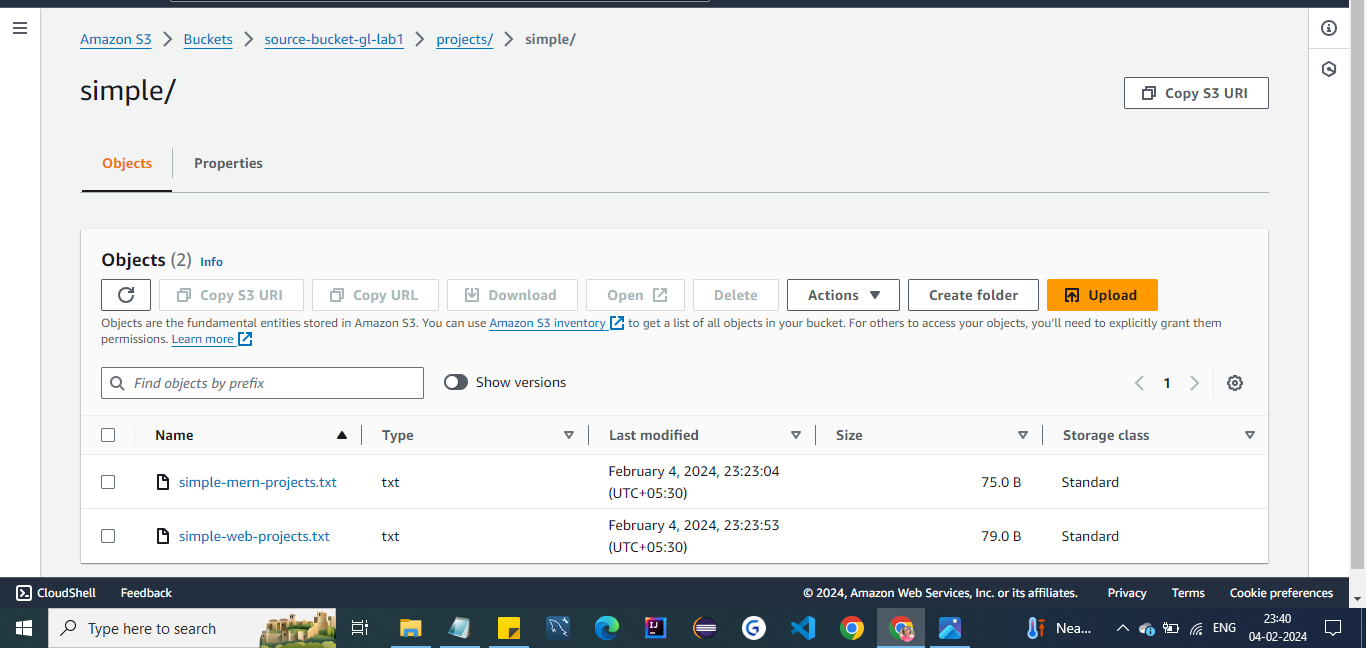 Amazon S3 > Buckets > source-bucket-gl-lab1 > projects/ > simple/
simple/
Copy S3 URI
Objects
Properties
Objects (2) Info
Copy S3 URI
Copy URL
Download
Open
Delete
Actions
Create folder
Upload
Objects are the fundamental entities stored in Amazon S3. You can use Amazon S3 inventory to get a list of all objects in your bucket. For others to access your objects, you'll need to explicitly grant them
permissions. Learn more
Find objects by prefix
Show versions
1
Name Type Last modified Size Storage class
simple-mern-projects.txt txt February 4, 2024, 23:23:04 (UTC+05:30) 75.0 B Standard
simple-web-projects.txt txt February 4, 2024, 23:23:53 (UTC+05:30) 79.0 B Standard
CloudShell Feedback © 2024, Amazon Web Services, Inc. or its affiliates. Privacy Terms Cookie preferences
Type here to search
Nea...
ENG
23:40
04-02-2024